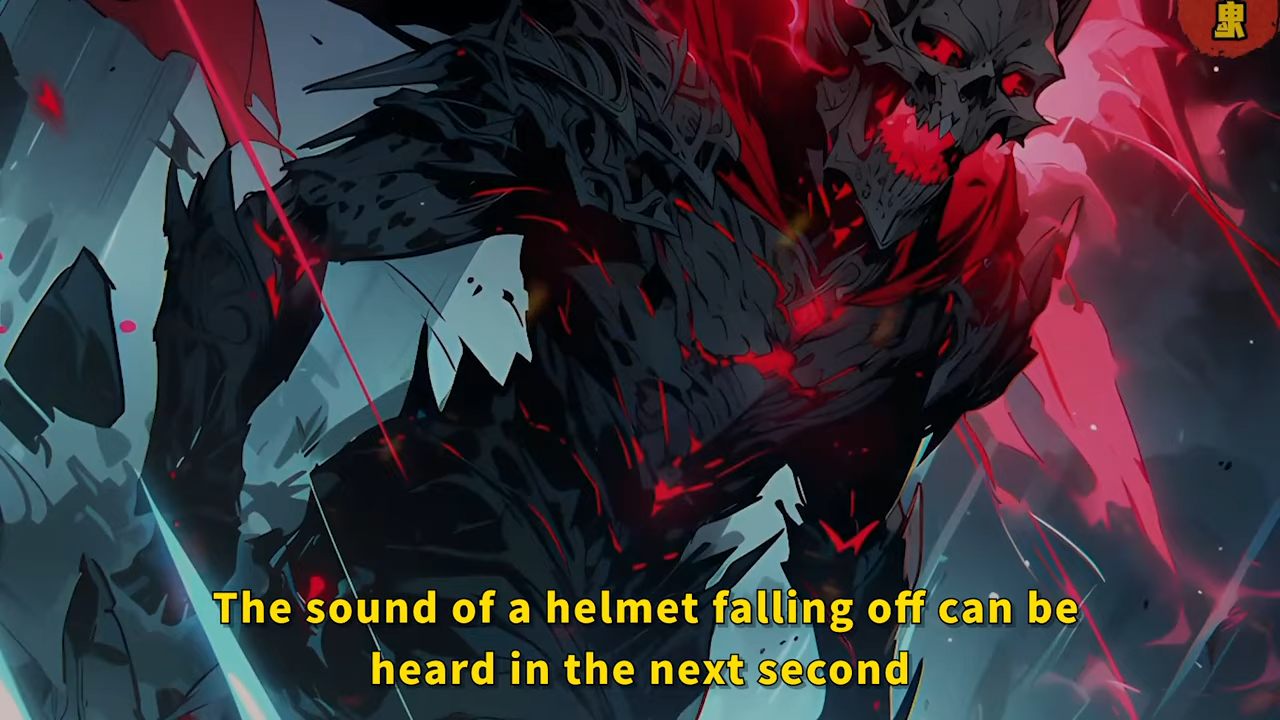 The sound of a helmet falling off can be
heard in the next second